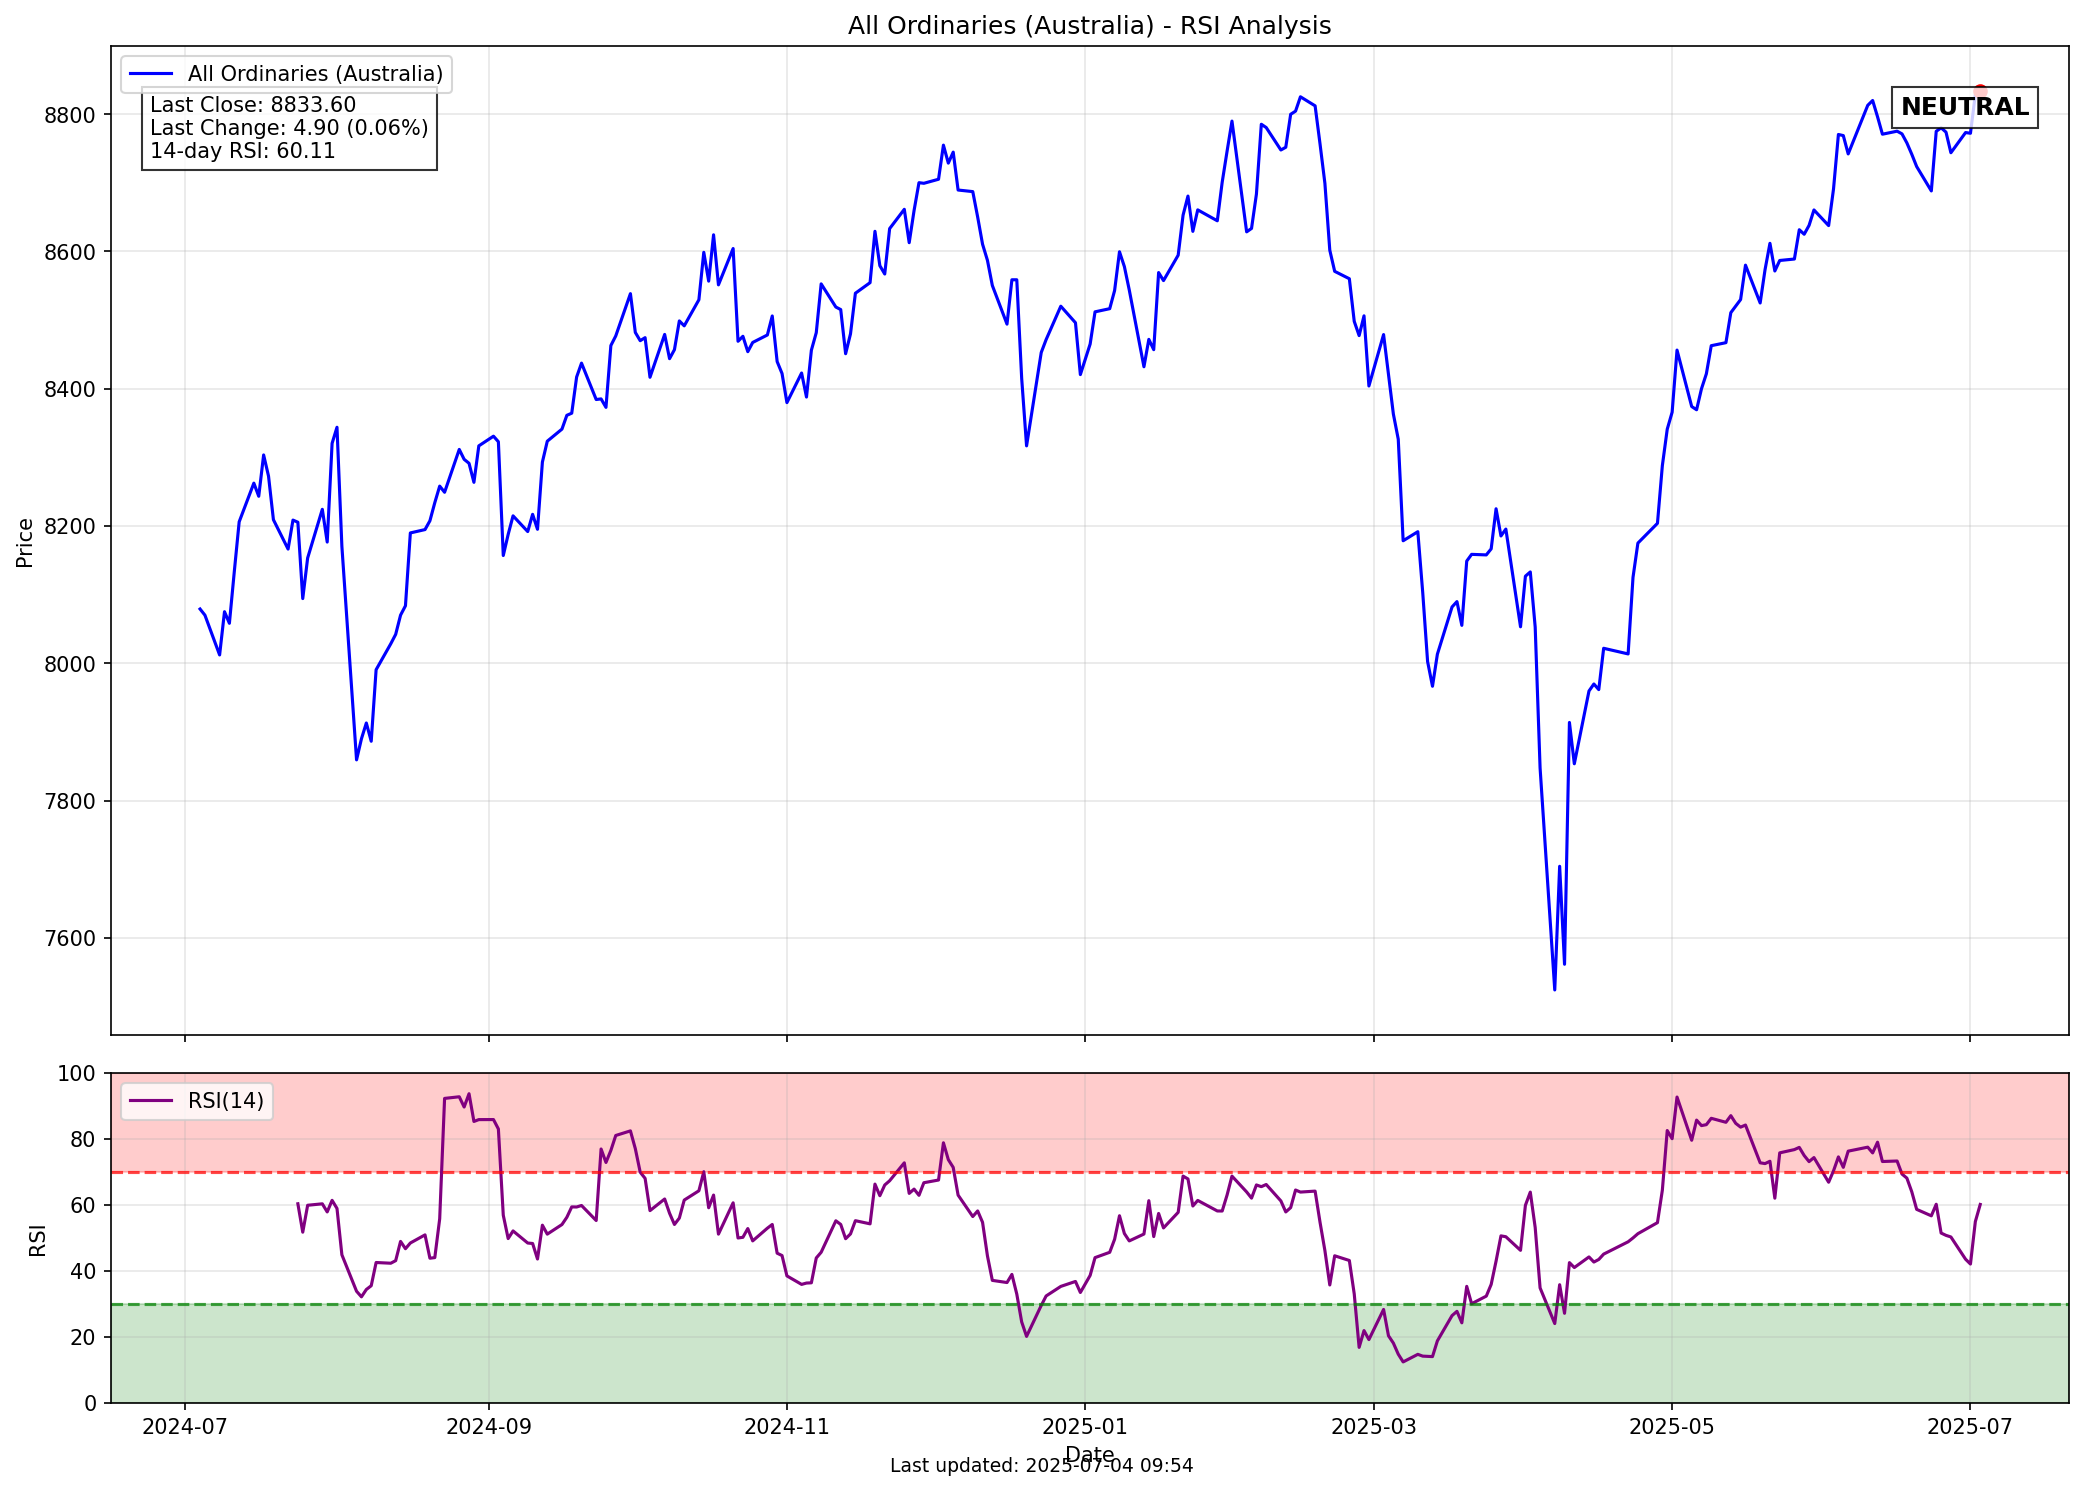 All Ordinaries (Australia) - RSI Analysis
All Ordinaries (Australia)
Last Close: 8833.60
Last Change: 4.90 (0.06%)
14-day RSI: 60.11
NEUTRAL
Price
8800
8600
8400
8200
8000
7800
7600
RSI
RSI(14)
100
80
60
40
20
0
2024-07
2024-09
2024-11
2025-01
2025-03
2025-05
2025-07
Date
Last updated: 2025-07-04 09:54